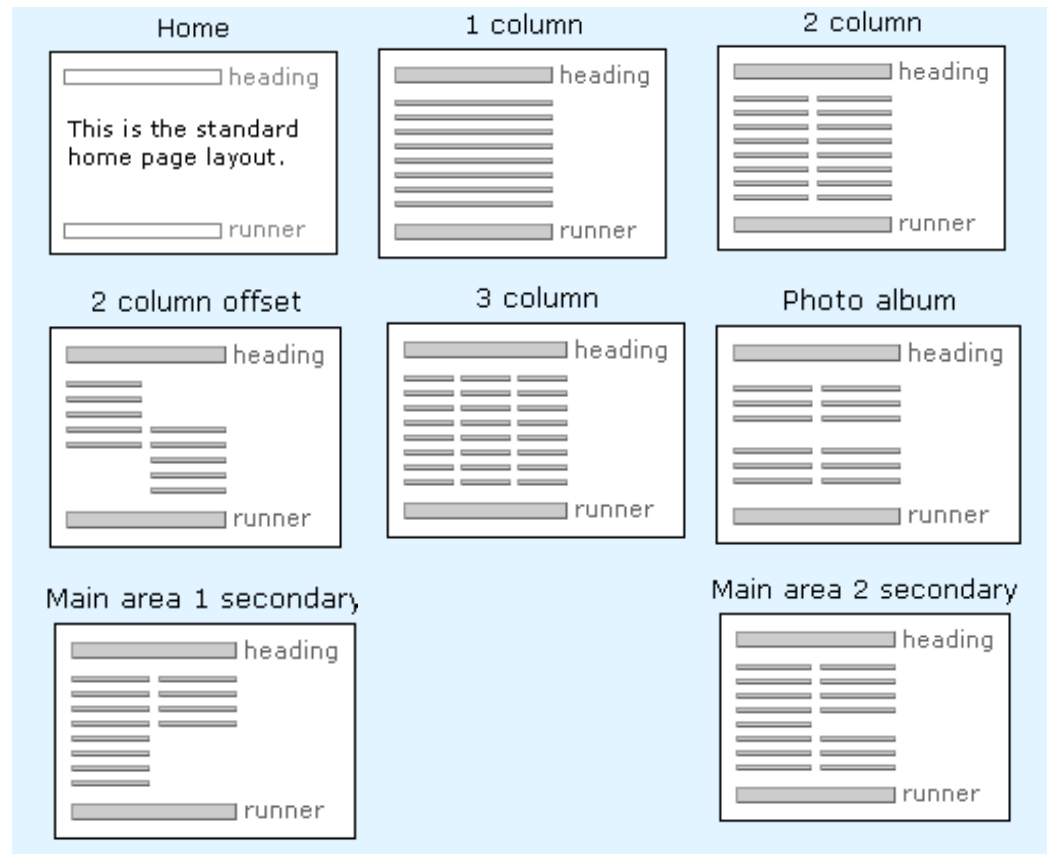 Home
1 column
2 column
heading
This is the standard
home page layout.
runner
heading
runner
heading
runner
2 column offset
3 column
Photo album
heading
runner
heading
runner
heading
runner
Main area 1 secondary
Main area 2 secondary
heading
runner
heading
runner